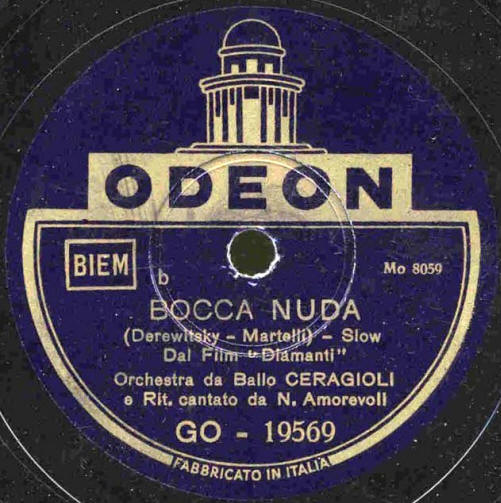 ODEON
BIEM
b
Mo 8059
BOCCA NUDA
(Derewitsky - Martelli) - Slow
Dal Film "Diamanti"
Orchestra da Ballo CERAGIOLI
e Rit. cantato da N. Amorevoli
GO - 19569
FABBRICATO IN ITALIA